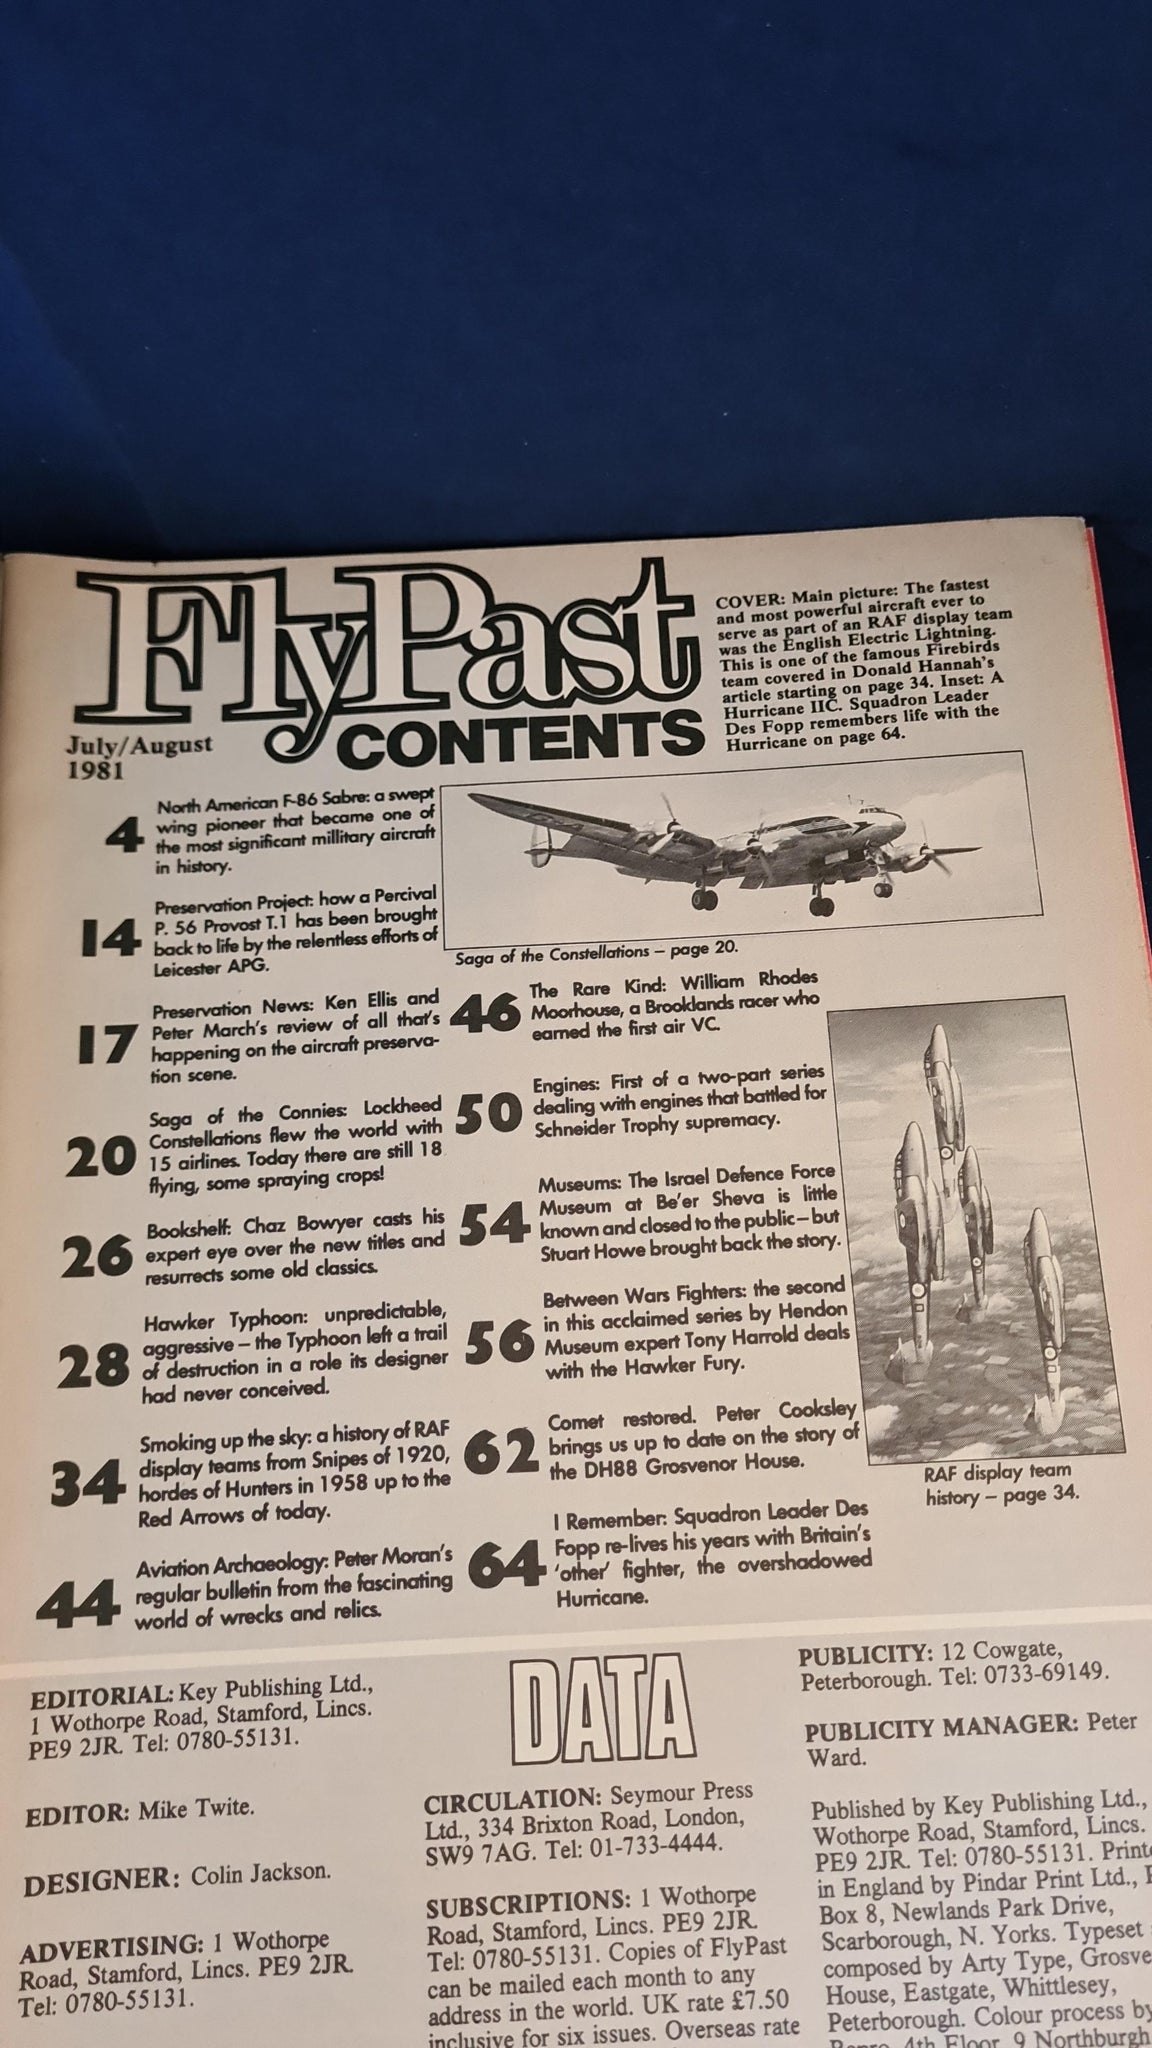 FlyPast
CONTENTS
July/August
1981
COVER: Main picture: The fastest
and most powerful aircraft ever to
serve as part of an RAF display team
was the English Electric Lightning.
This is one of the famous Firebirds
team covered in Donald Hannah's
article starting on page 34. Inset: A
Hurricane IIC. Squadron Leader
Des Fopp remembers life with the
Hurricane on page 64.
4
North American F-86 Sabre: a swept
wing pioneer that became one of
the most significant millitary aircraft
in history.
14
Preservation Project: how a Percival
P. 56 Provost T.1 has been brought
back to life by the relentless efforts of
Leicester APG.
17
Preservation News: Ken Ellis and
Peter March's review of all that's
happening on the aircraft preserva-
tion scene.
20
Saga of the Connies: Lockheed
Constellations flew the world with
15 airlines. Today there are still 18
flying, some spraying crops!
26
Bookshelf: Chaz Bowyer casts his
expert eye over the new titles and
resurrects some old classics.
28
Hawker Typhoon: unpredictable,
aggressive – the Typhoon left a trail
of destruction in a role its designer
had never conceived.
34
Smoking up the sky: a history of RAF
display teams from Snipes of 1920,
hordes of Hunters in 1958 up to the
Red Arrows of today.
44
Aviation Archaeology: Peter Moran's
regular bulletin from the fascinating
world of wrecks and relics.
Saga of the Constellations – page 20.
46
The Rare Kind: William Rhodes
Moorhouse, a Brooklands racer who
earned the first air VC.
50
Engines: First of a two-part series
dealing with engines that battled for
Schneider Trophy supremacy.
54
Museums: The Israel Defence Force
Museum at Be'er Sheva is little
known and closed to the public – but
Stuart Howe brought back the story.
56
Between Wars Fighters: the second
in this acclaimed series by Hendon
Museum expert Tony Harrold deals
with the Hawker Fury.
62
Comet restored. Peter Cooksley
brings us up to date on the story of
the DH88 Grosvenor House.
64
I Remember: Squadron Leader Des
Fopp re-lives his years with Britain's
'other' fighter, the overshadowed
Hurricane.
RAF display team
history – page 34.
EDITORIAL: Key Publishing Ltd.,
1 Wothorpe Road, Stamford, Lincs.
PE9 2JR. Tel: 0780-55131.
EDITOR: Mike Twite.
DESIGNER: Colin Jackson.
ADVERTISING: 1 Wothorpe
Road, Stamford, Lincs. PE9 2JR.
Tel: 0780-55131.
DATA
CIRCULATION: Seymour Press
Ltd., 334 Brixton Road, London,
SW9 7AG. Tel: 01-733-4444.
SUBSCRIPTIONS: 1 Wothorpe
Road, Stamford, Lincs. PE9 2JR.
Tel: 0780-55131. Copies of FlyPast
can be mailed each month to any
address in the world. UK rate £7.50
inclusive for six issues. Overseas rate
PUBLICITY: 12 Cowgate,
Peterborough. Tel: 0733-69149.
PUBLICITY MANAGER: Peter
Ward.
Published by Key Publishing Ltd.,
Wothorpe Road, Stamford, Lincs.
PE9 2JR. Tel: 0780-55131.
in England by Pindar Print Ltd.,
Box 8, Newlands Park Drive,
Scarborough, N. Yorks. Typeset
composed by Arty Type,
House, Eastgate, Whittlesey,
Peterborough. Colour process by
4th Floor, 9 Northburgh